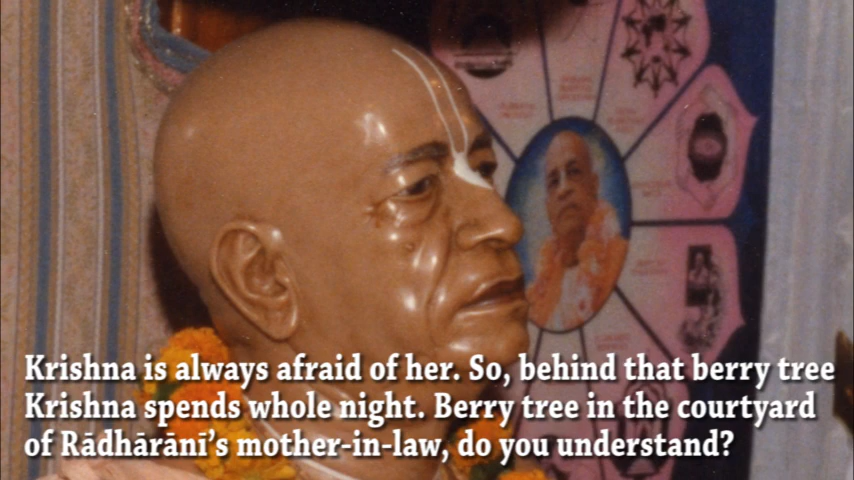 Krishna is always afraid of her. So, behind that berry tree
Krishna spends whole night. Berry tree in the courtyard
of Rādhārāṇī’s mother-in-law, do you understand?